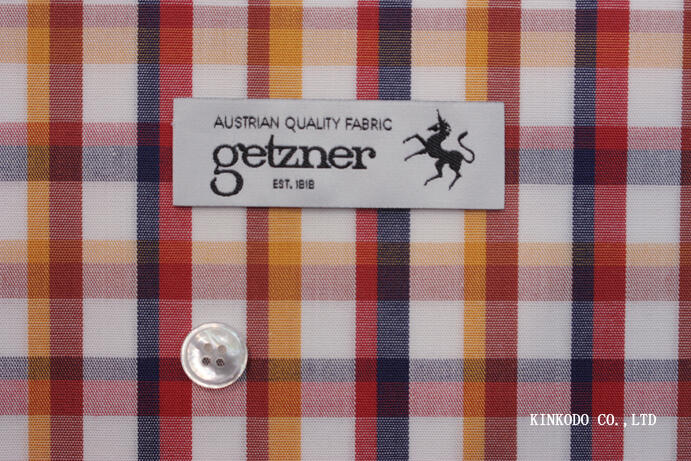 AUSTRIAN QUALITY FABRIC
getzner
EST. 1818
KINKODO CO.,LTD